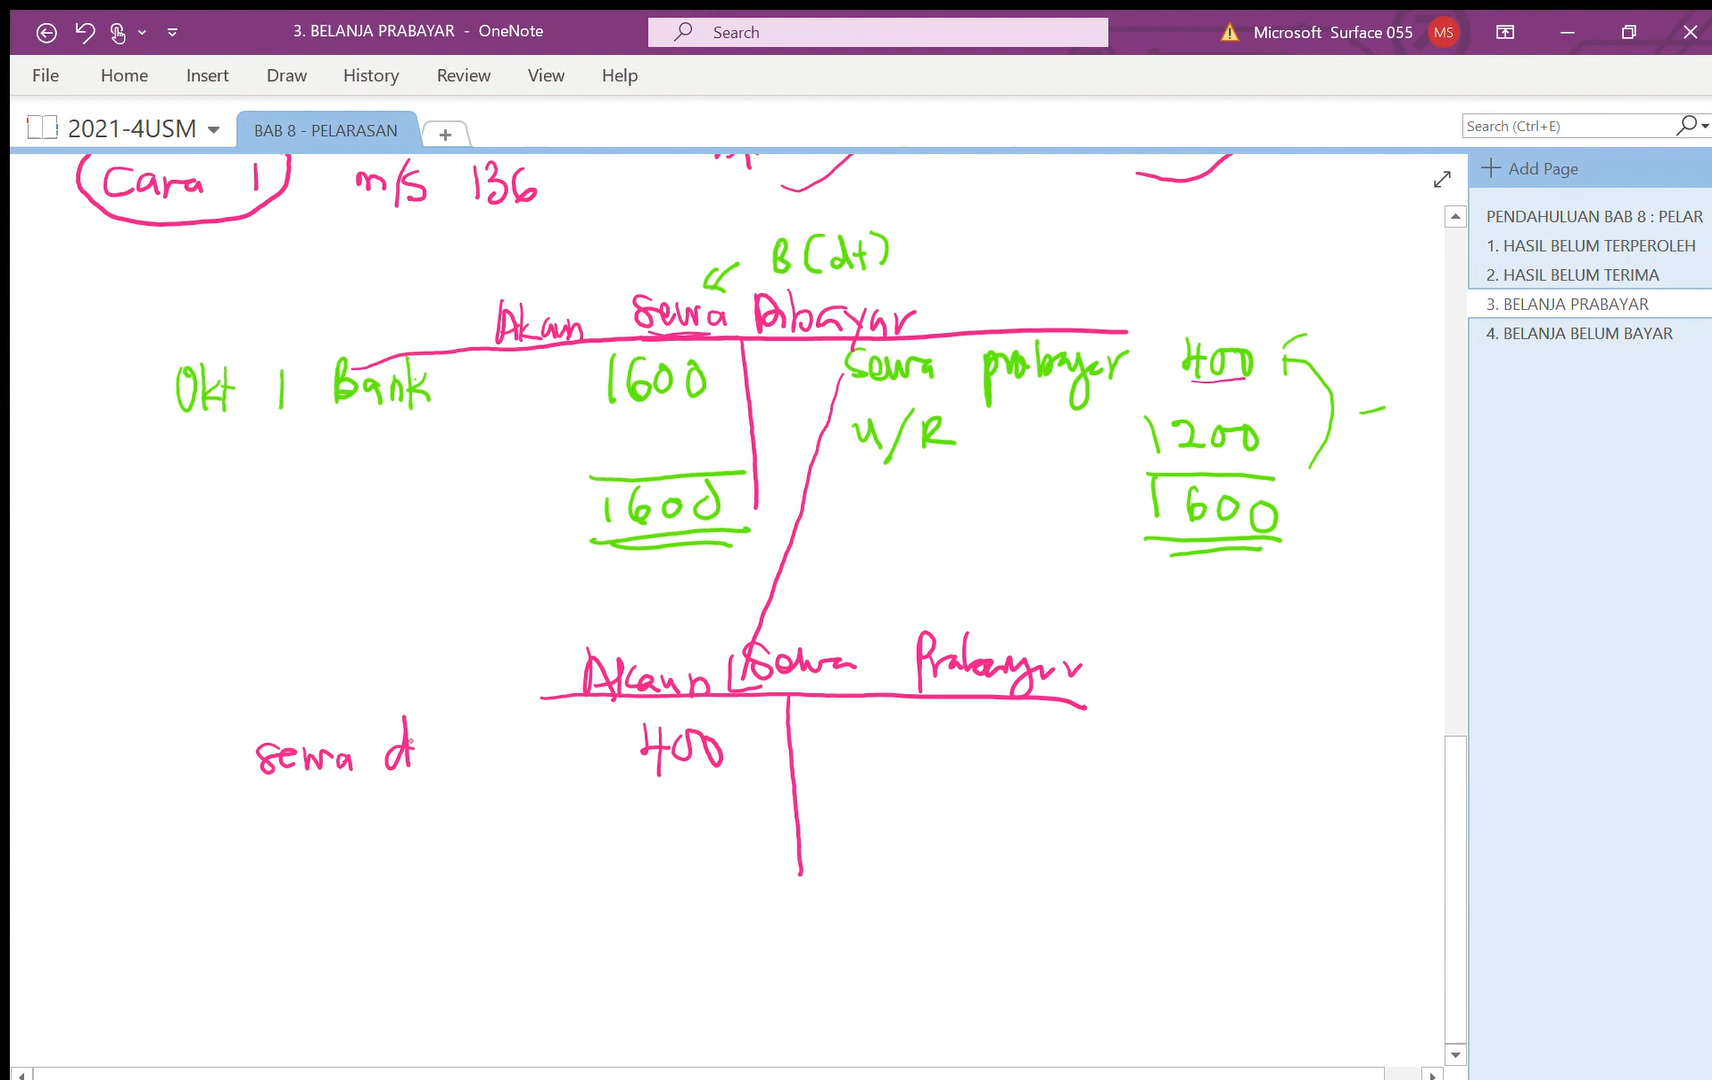 3. BELANJA PRABAYAR - OneNote
Search
Microsoft Surface 055
MS
File Home Insert Draw History Review View Help
2021-4USM
BAB 8 - PELARASAN
+
Search (Ctrl+E)
Add Page
PENDAHULUAN BAB 8 : PELAR
1. HASIL BELUM TERPEROLEH
2. HASIL BELUM TERIMA
3. BELANJA PRABAYAR
4. BELANJA BELUM BAYAR
Cara 1 m/s 136
B (dt)
Akaun Sewa Dibayar
Okt 1 Bank 1600 Sewa prabayar 400
U/R 1200
1600 1600
Akaun Sewa Prabayar
sewa d 400